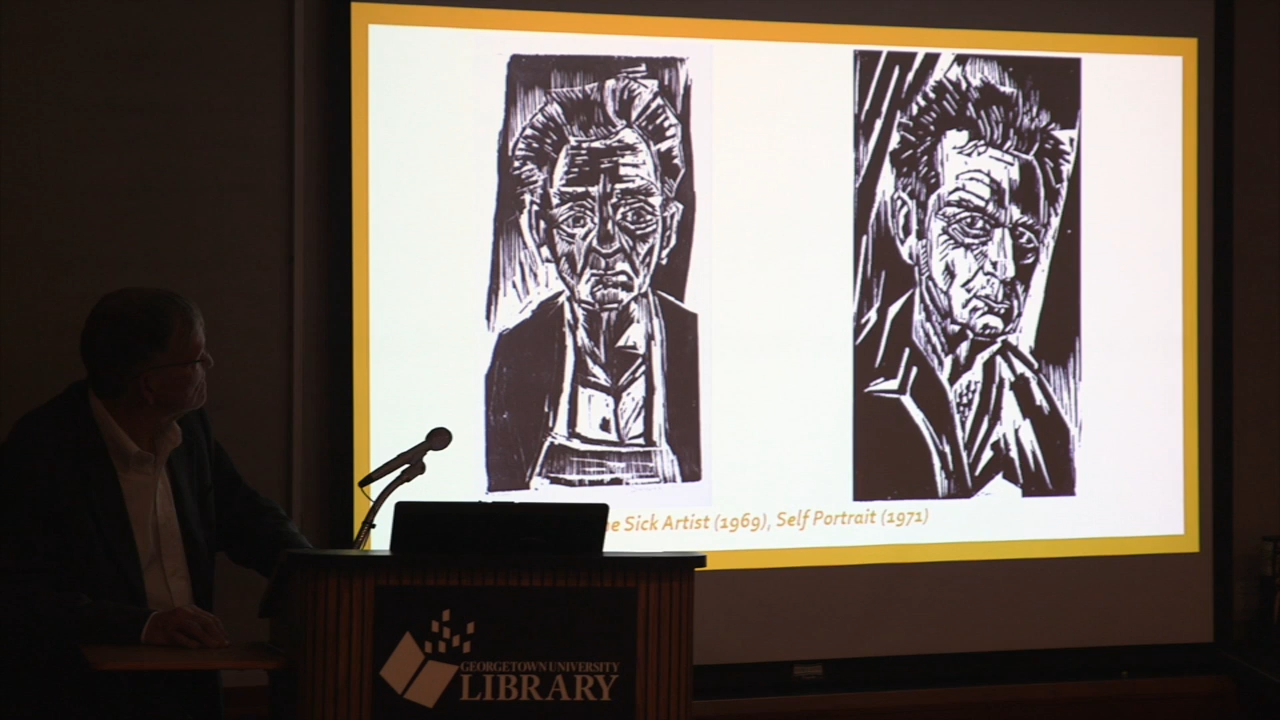 Sick Artist (1969), Self Portrait (1971)
GEORGETOWN UNIVERSITY
LIBRARY